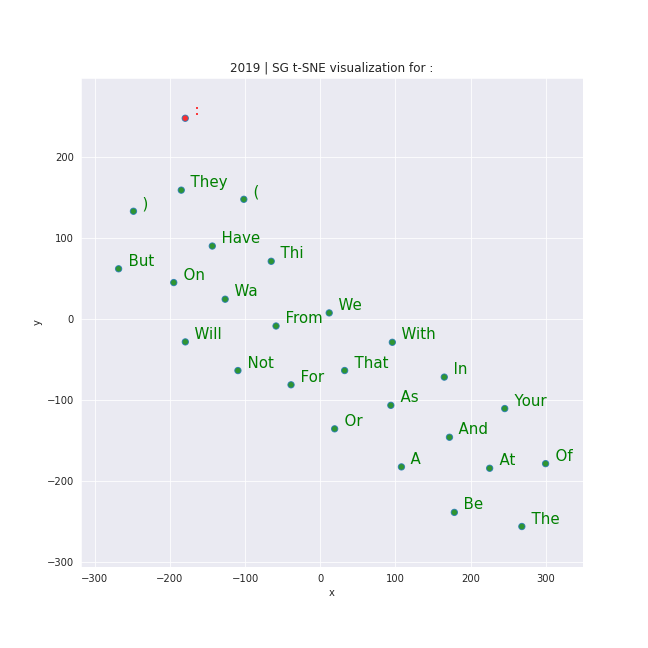 2019 | SG t-SNE visualization for :
:
They
(
)
Have
Thi
But
On
Wa
We
From
Will
With
Not
That
In
For
As
Your
Or
And
A
At
Of
Be
The
200
100
0
−100
−200
−300
y
−300
−200
−100
0
100
200
300
x